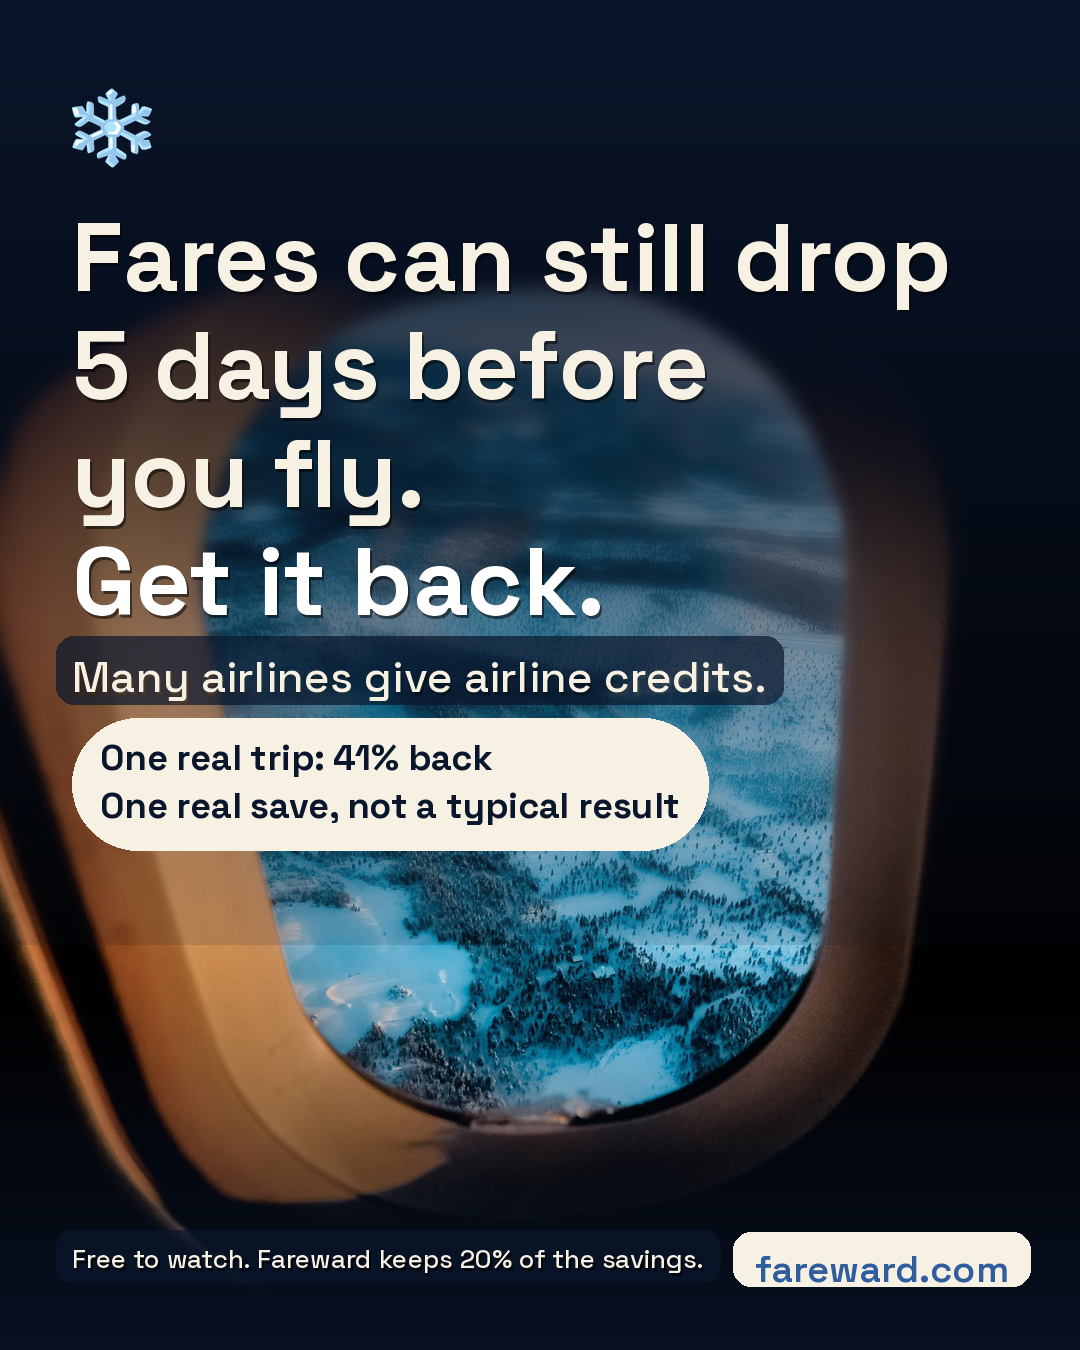 Fares can still drop
5 days before
you fly.
Get it back.
Many airlines give airline credits.
One real trip: 41% back
One real save, not a typical result
Free to watch. Fareward keeps 20% of the savings.
fareward.com